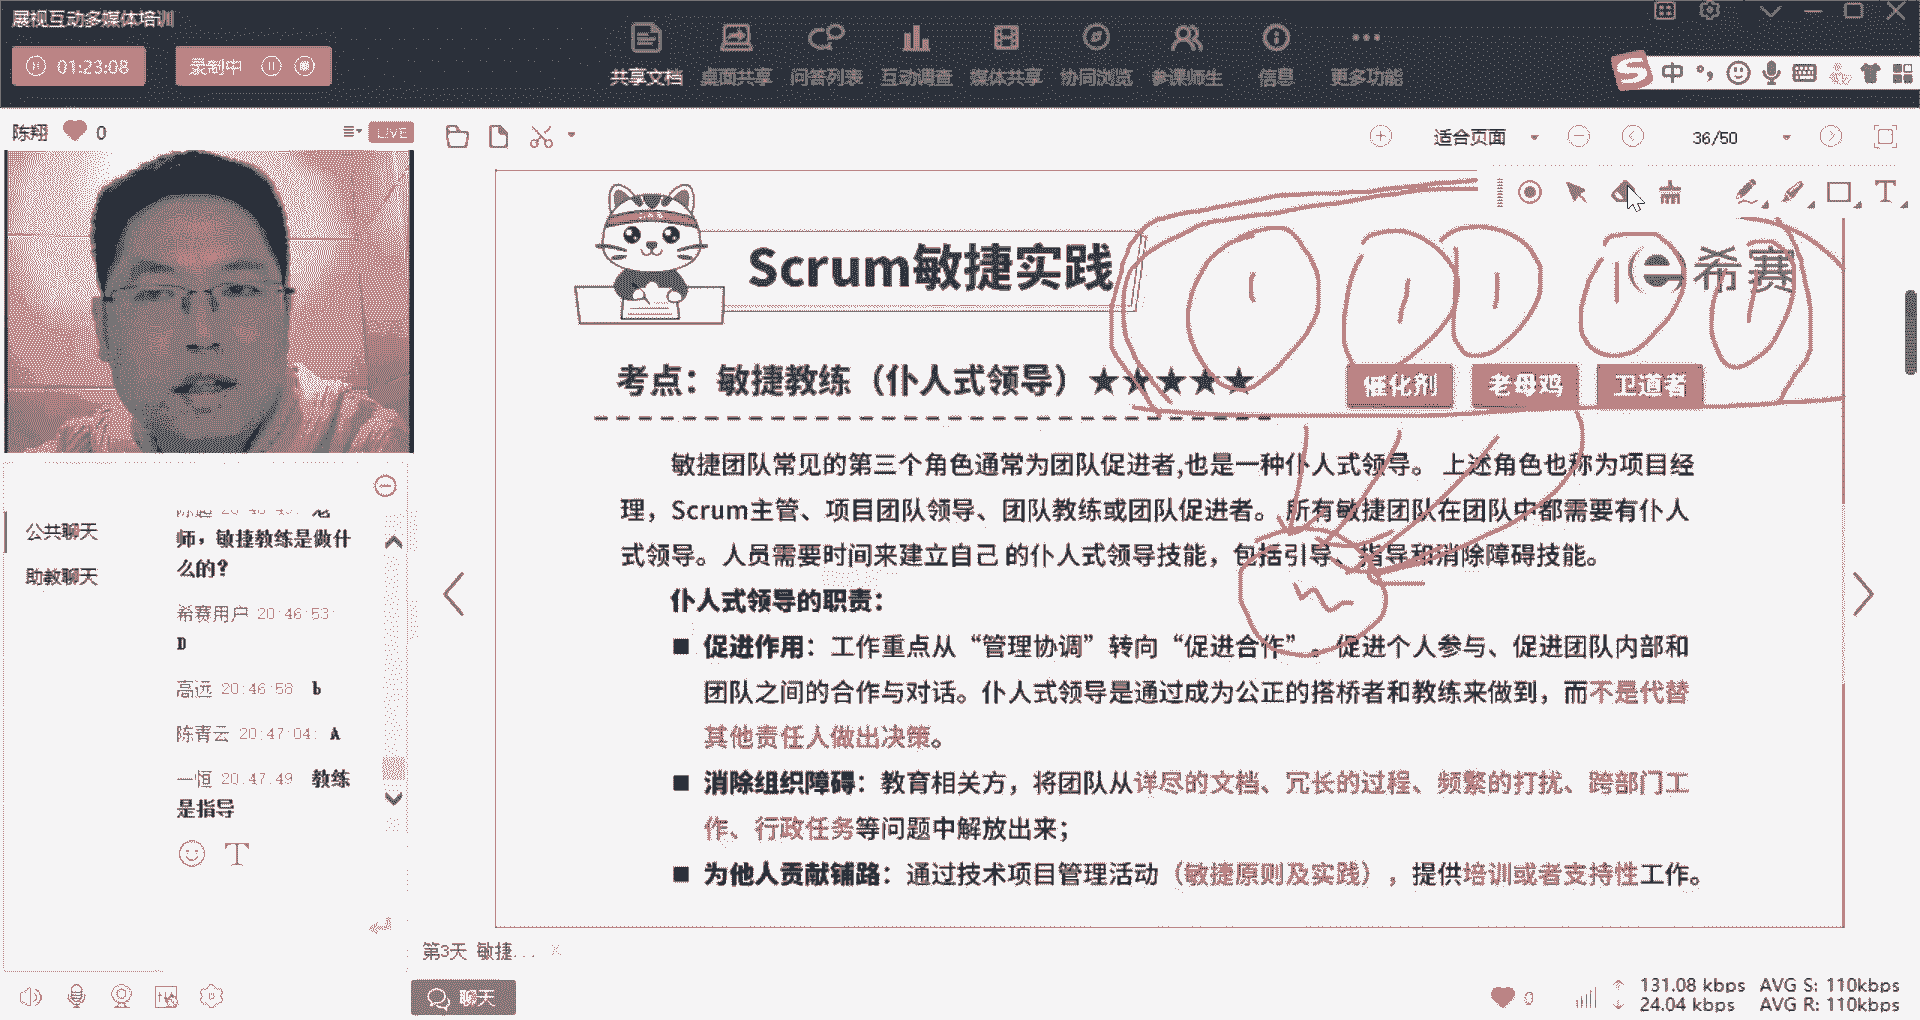 展视互动多媒体培训
01:23:08
录制中
共享文档 桌面共享 问答列表 互动调查 媒体共享 协同浏览 参课师生 信息 更多功能
中
陈翔 0
LIVE
适合页面
36/50
T
公共聊天
助教聊天
师，敏捷教练是做什
么的？
希赛用户 20:46:53
D
高远 20:46:58 b
陈青云 20:47:04: A
一恒 20.47.49 教练
是指导
T
Scrum敏捷实践
希赛
考点：敏捷教练（仆人式领导）★★★★★
催化剂 老母鸡 卫道者
敏捷团队常见的第三个角色通常为团队促进者,也是一种仆人式领导。 上述角色也称为项目经
理，Scrum主管、项目团队领导、团队教练或团队促进者。 所有敏捷团队在团队中都需要有仆人
式领导。人员需要时间来建立自己 的仆人式领导技能，包括引导、指导和消除障碍技能。
仆人式领导的职责：
■ 促进作用：工作重点从“管理协调”转向“促进合作”。促进个人参与、促进团队内部和
团队之间的合作与对话。仆人式领导是通过成为公正的搭桥者和教练来做到，而不是代替
其他责任人做出决策。
■ 消除组织障碍：教育相关方，将团队从详尽的文档、冗长的过程、频繁的打扰、跨部门工
作、行政任务等问题中解放出来；
■ 为他人贡献铺路：通过技术项目管理活动（敏捷原则及实践），提供培训或者支持性工作。
第3天 敏捷...
聊天
0
131.08 kbps AVG S: 110kbps
24.04 kbps AVG R: 110kbps